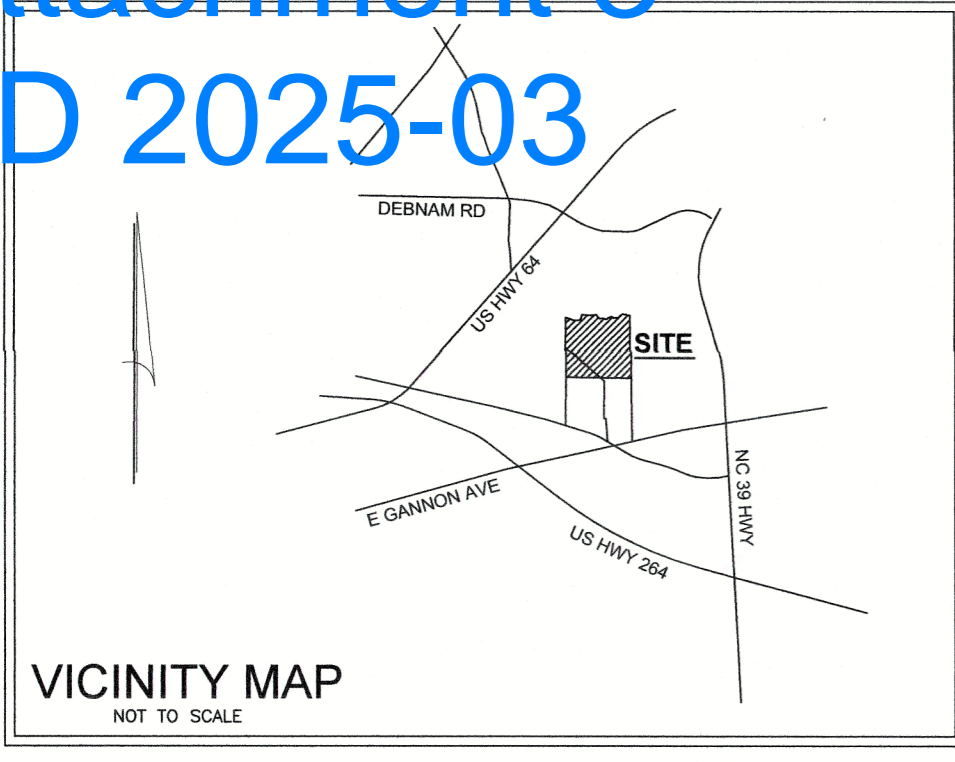 D 2025-03
DEBNAM RD
US HWY 64
SITE
NC 39 HWY
E GANNON AVE
US HWY 264
VICINITY MAP
NOT TO SCALE